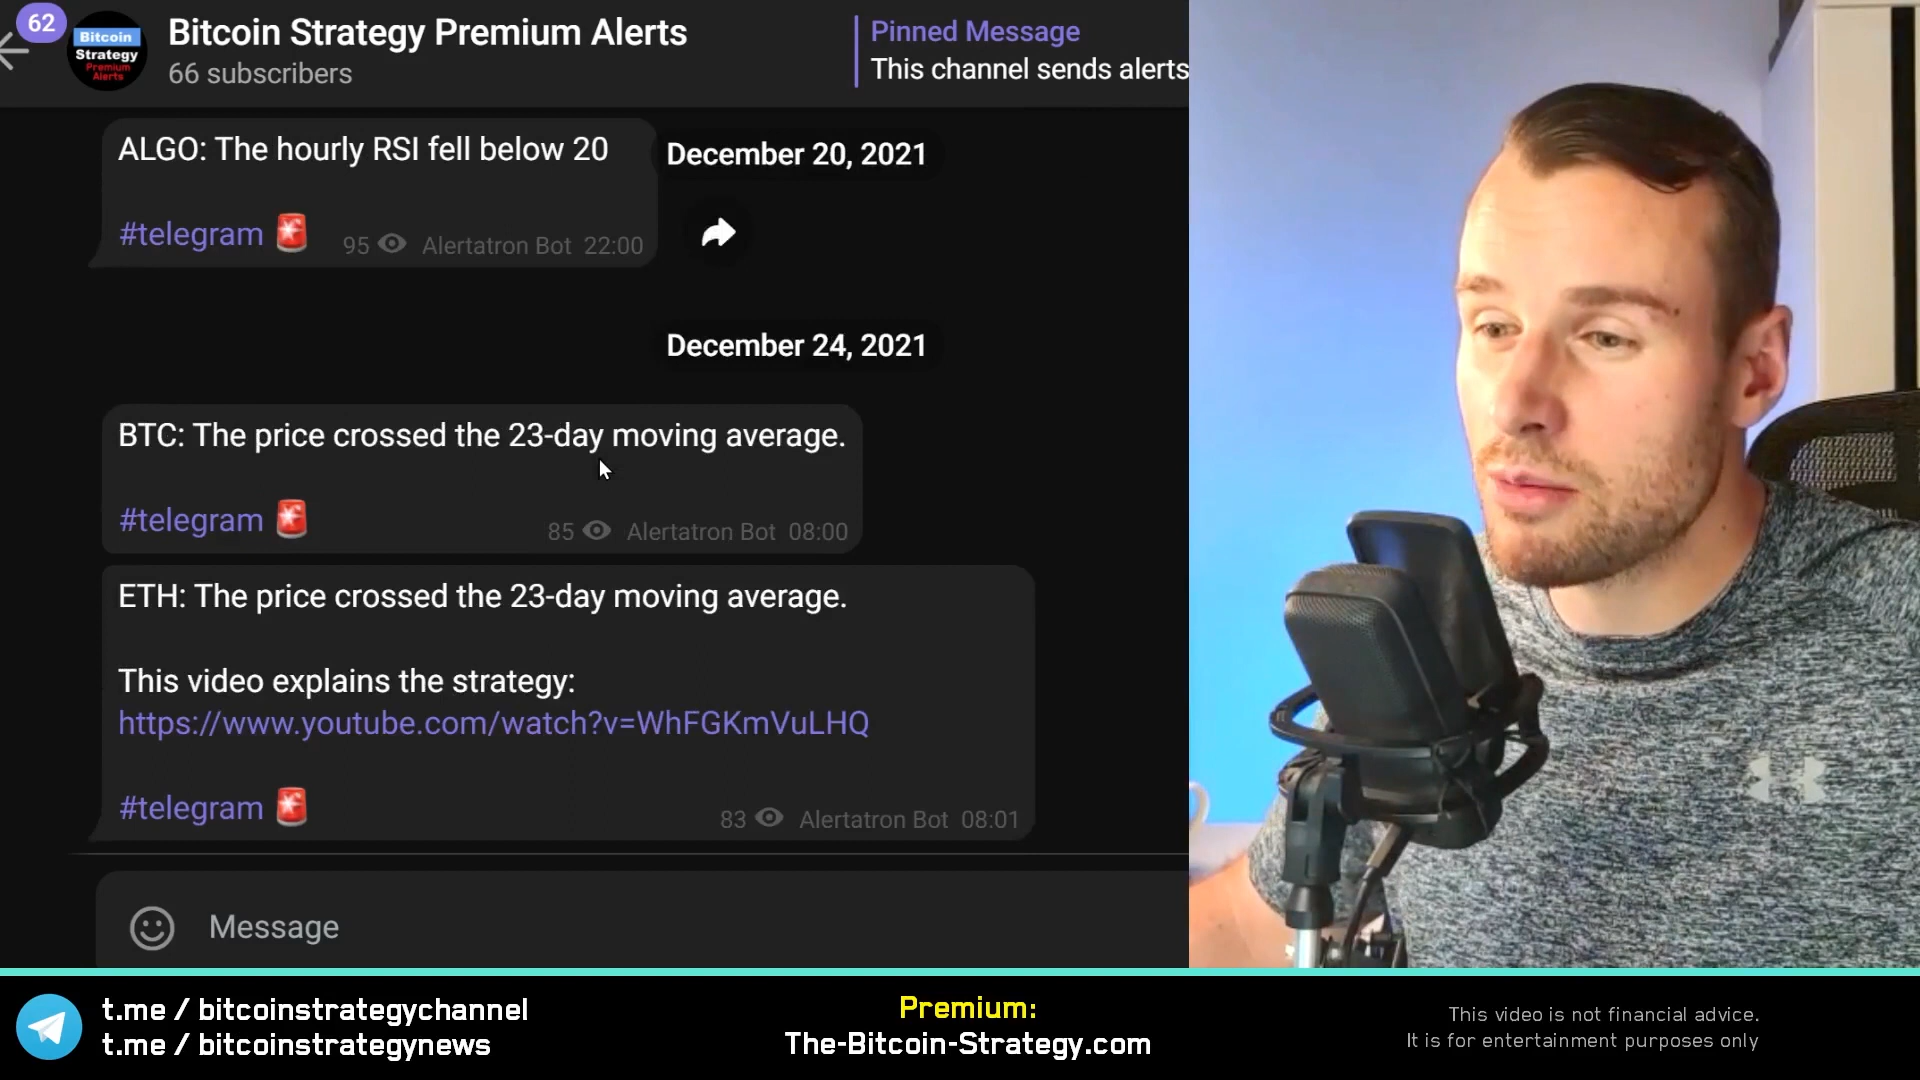 62
Bitcoin
Strategy
Premium
Alerts
Bitcoin Strategy Premium Alerts
66 subscribers
Pinned Message
This channel sends alerts
ALGO: The hourly RSI fell below 20
#telegram 🚨
95 Alertatron Bot 22:00
December 20, 2021
December 24, 2021
BTC: The price crossed the 23-day moving average.
#telegram 🚨
85 Alertatron Bot 08:00
ETH: The price crossed the 23-day moving average.
This video explains the strategy:
https://www.youtube.com/watch?v=WhFGKmVuLHQ
#telegram 🚨
83 Alertatron Bot 08:01
Message
t.me / bitcoinstrategychannel
t.me / bitcoinstrategynews
Premium:
The-Bitcoin-Strategy.com
This video is not financial advice.
It is for entertainment purposes only